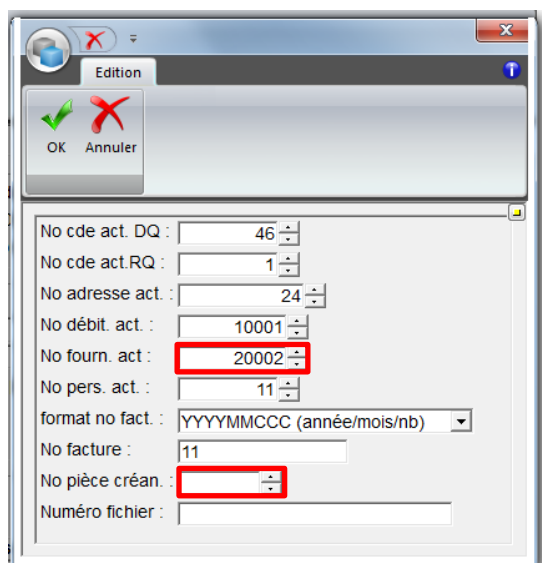 Edition
OK Annuler
No cde act. DQ : 46
No cde act.RQ : 1
No adresse act. : 24
No débit. act. : 10001
No fourn. act : 20002
No pers. act. : 11
format no fact. : YYYYMMCCC (année/mois/nb)
No facture : 11
No pièce créan. :
Numéro fichier :